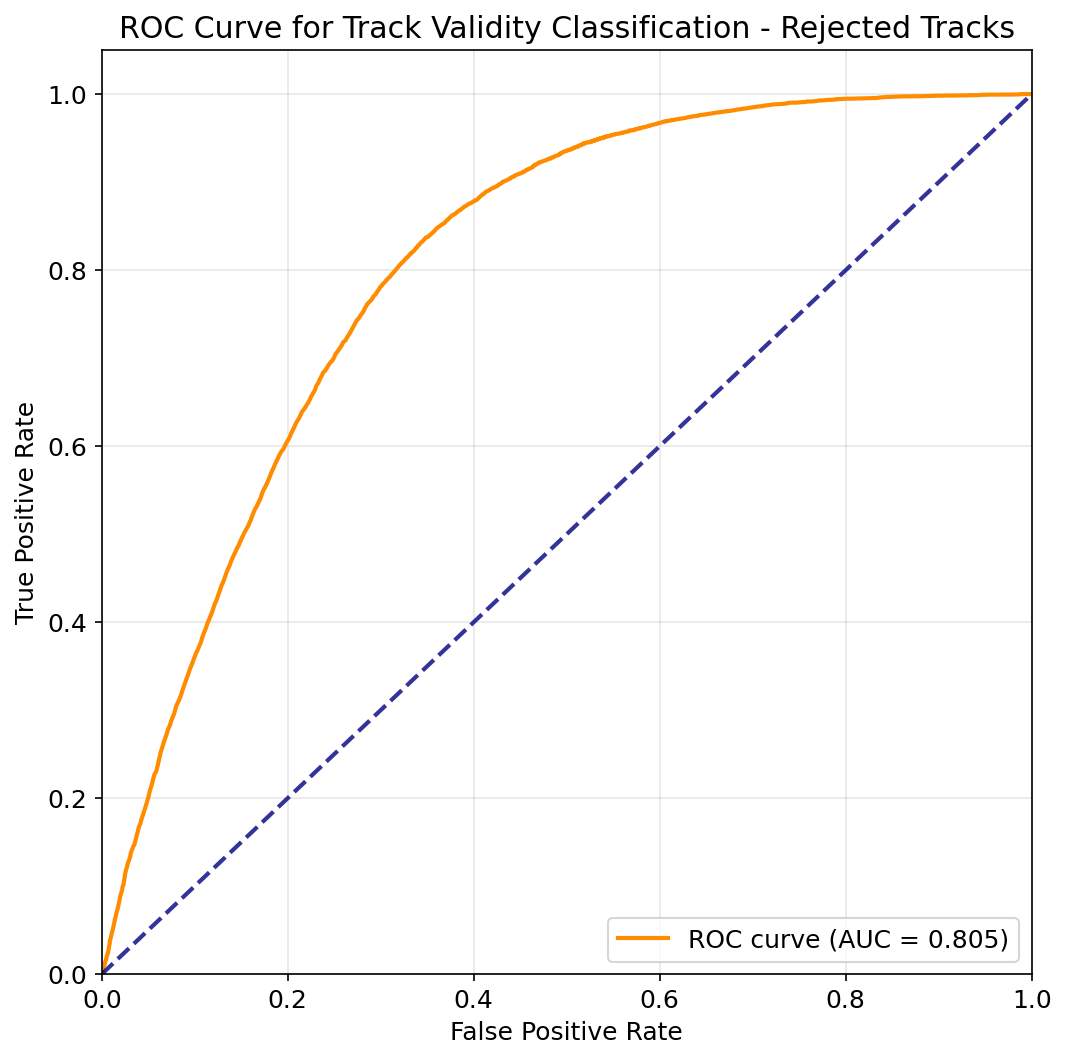 ROC Curve for Track Validity Classification - Rejected Tracks
True Positive Rate
1.0
0.8
0.6
0.4
0.2
0.0
0.0 0.2 0.4 0.6 0.8 1.0
False Positive Rate
ROC curve (AUC = 0.805)